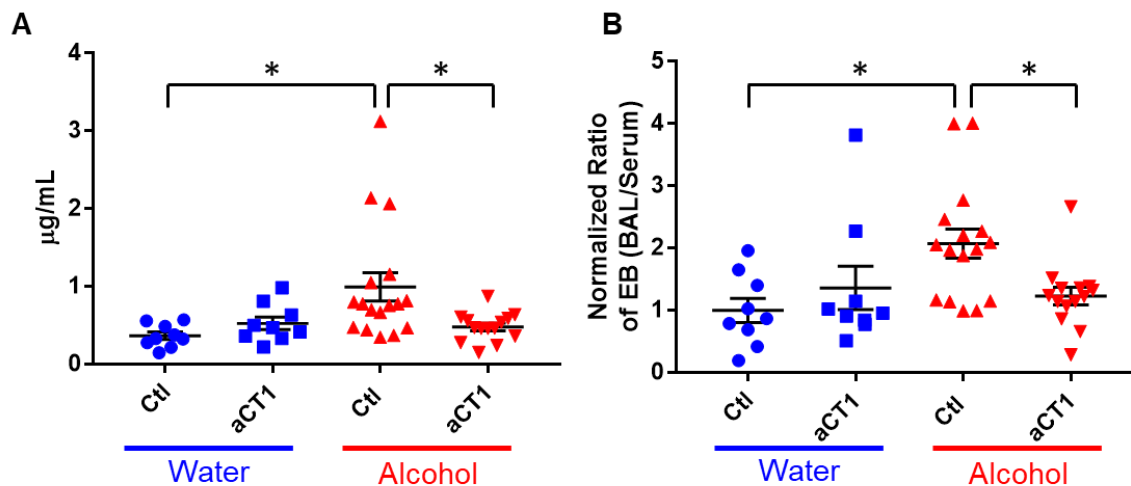 A
µg/mL
4
3
2
1
0
*
*
Ctl
aCT1
Ctl
aCT1
Water
Alcohol
B
Normalized Ratio
of EB (BAL/Serum)
5
4
3
2
1
0
*
*
Ctl
aCT1
Ctl
aCT1
Water
Alcohol